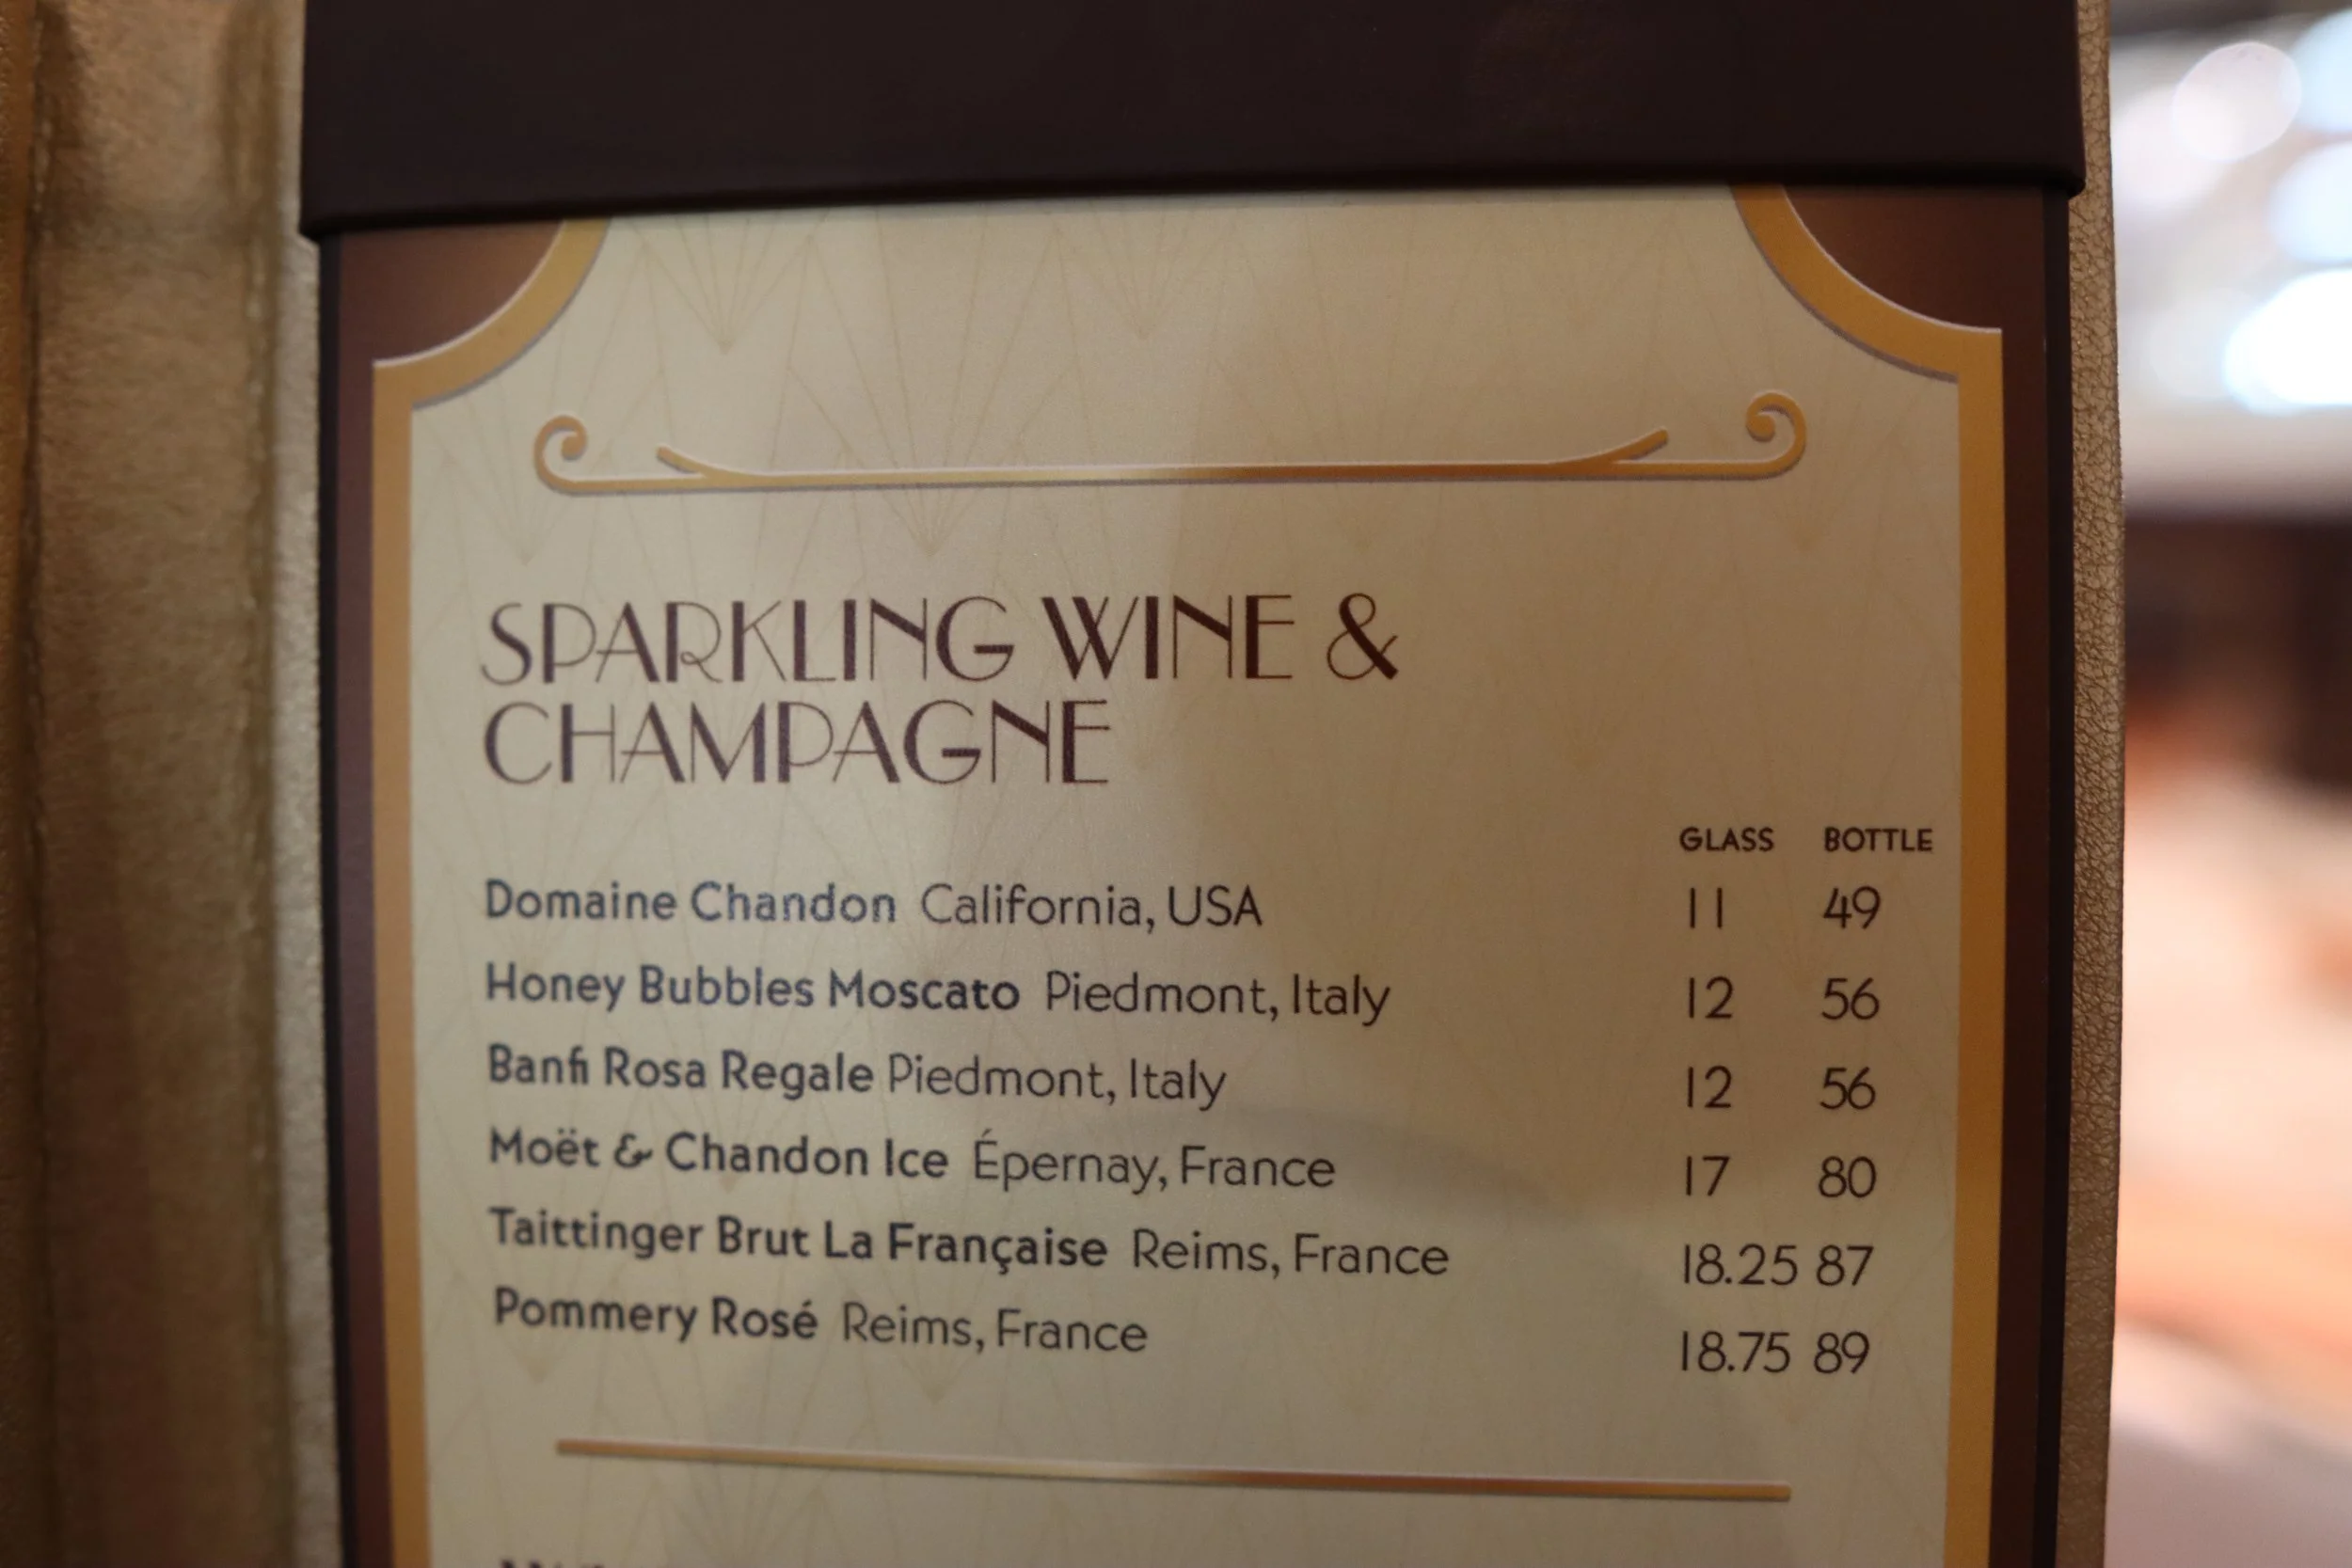 SPARKLING WINE &
CHAMPAGNE
GLASS BOTTLE
Domaine Chandon California, USA 11 49
Honey Bubbles Moscato Piedmont, Italy 12 56
Banfi Rosa Regale Piedmont, Italy 12 56
Moët & Chandon Ice Épernay, France 17 80
Taittinger Brut La Française Reims, France 18.25 87
Pommery Rosé Reims, France 18.75 89